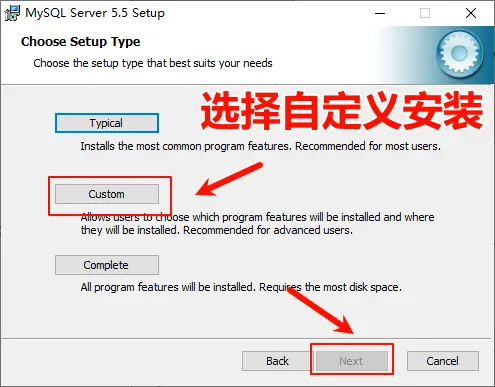 MySQL Server 5.5 Setup
Choose Setup Type
Choose the setup type that best suits your needs
选择自定义安装
Typical
Installs the most common program features. Recommended for most users.
Custom
Allows users to choose which program features will be installed and where
they will be installed. Recommended for advanced users.
Complete
All program features will be installed. Requires the most disk space.
Back
Next
Cancel